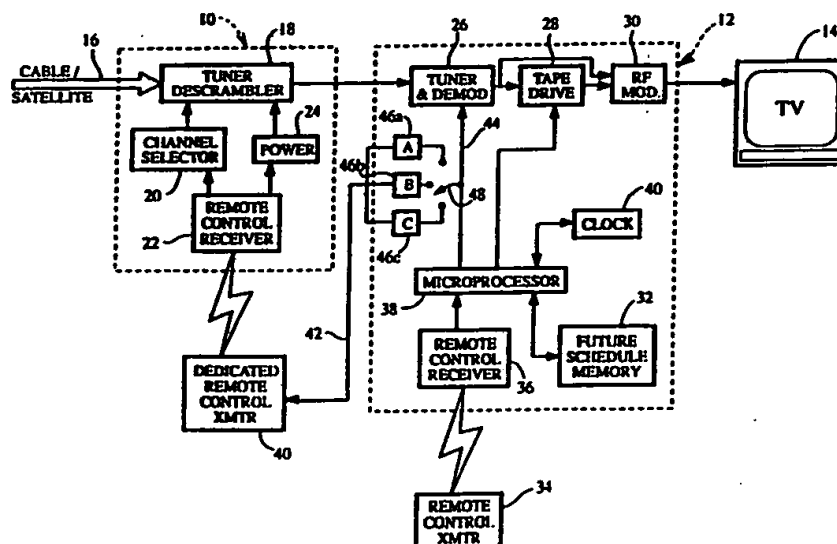 10
18
CABLE/
16
SATELLITE
TUNER
DESCRAMBLER
CHANNEL
SELECTOR
20
24
POWER
REMOTE
CONTROL
RECEIVER
22
DEDICATED
REMOTE
CONTROL
XMTR
40
42
26
28
30
12
14
TUNER
& DEMOD
TAPE
DRIVE
RF
MOD.
TV
46a
A
46b
B
C
46c
44
48
40
CLOCK
MICROPROCESSOR
38
32
FUTURE
SCHEDULE
MEMORY
REMOTE
CONTROL
RECEIVER
36
34
REMOTE
CONTROL
XMTR